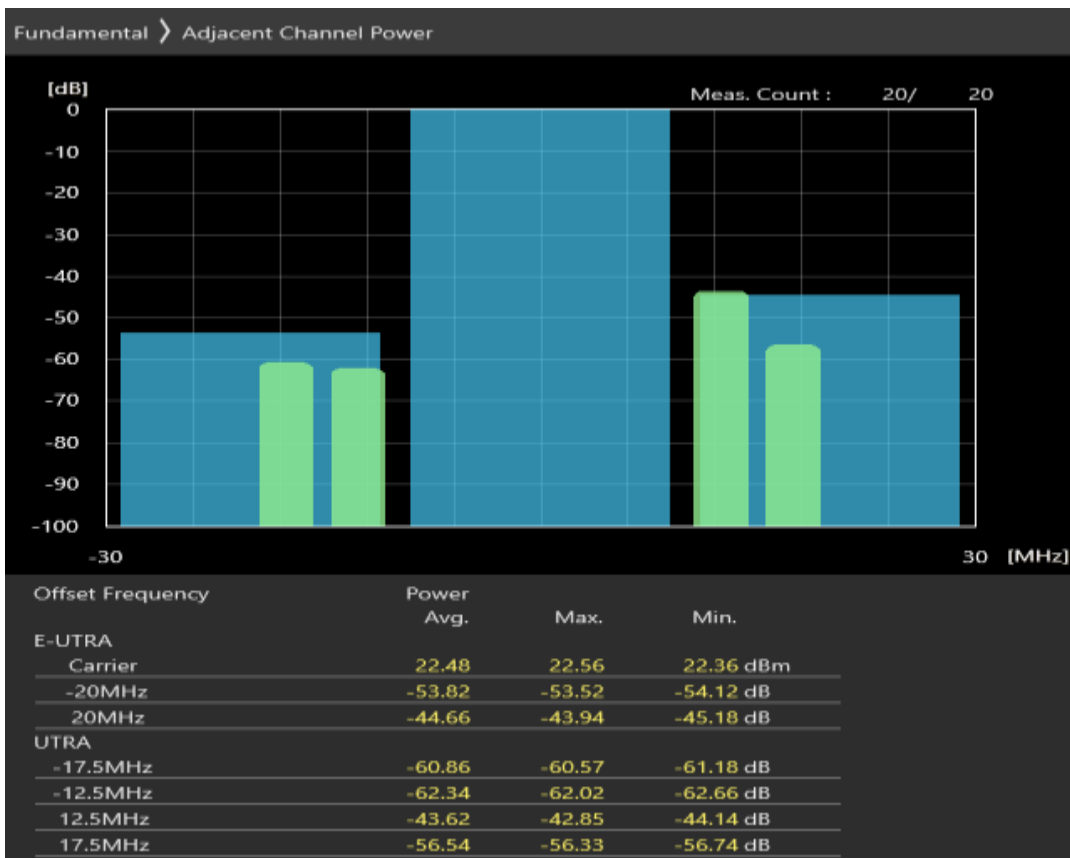 Fundamental 〉 Adjacent Channel Power
[dB]
Meas. Count : 20/ 20
0
-10
-20
-30
-40
-50
-60
-70
-80
-90
-100
-30 30 [MHz]
Offset Frequency Power
Avg. Max. Min.
E-UTRA
Carrier 22.48 22.56 22.36 dBm
-20MHz -53.82 -53.52 -54.12 dB
20MHz -44.66 -43.94 -45.18 dB
UTRA
-17.5MHz -60.86 -60.57 -61.18 dB
-12.5MHz -62.34 -62.02 -62.66 dB
12.5MHz -43.62 -42.85 -44.14 dB
17.5MHz -56.54 -56.33 -56.74 dB